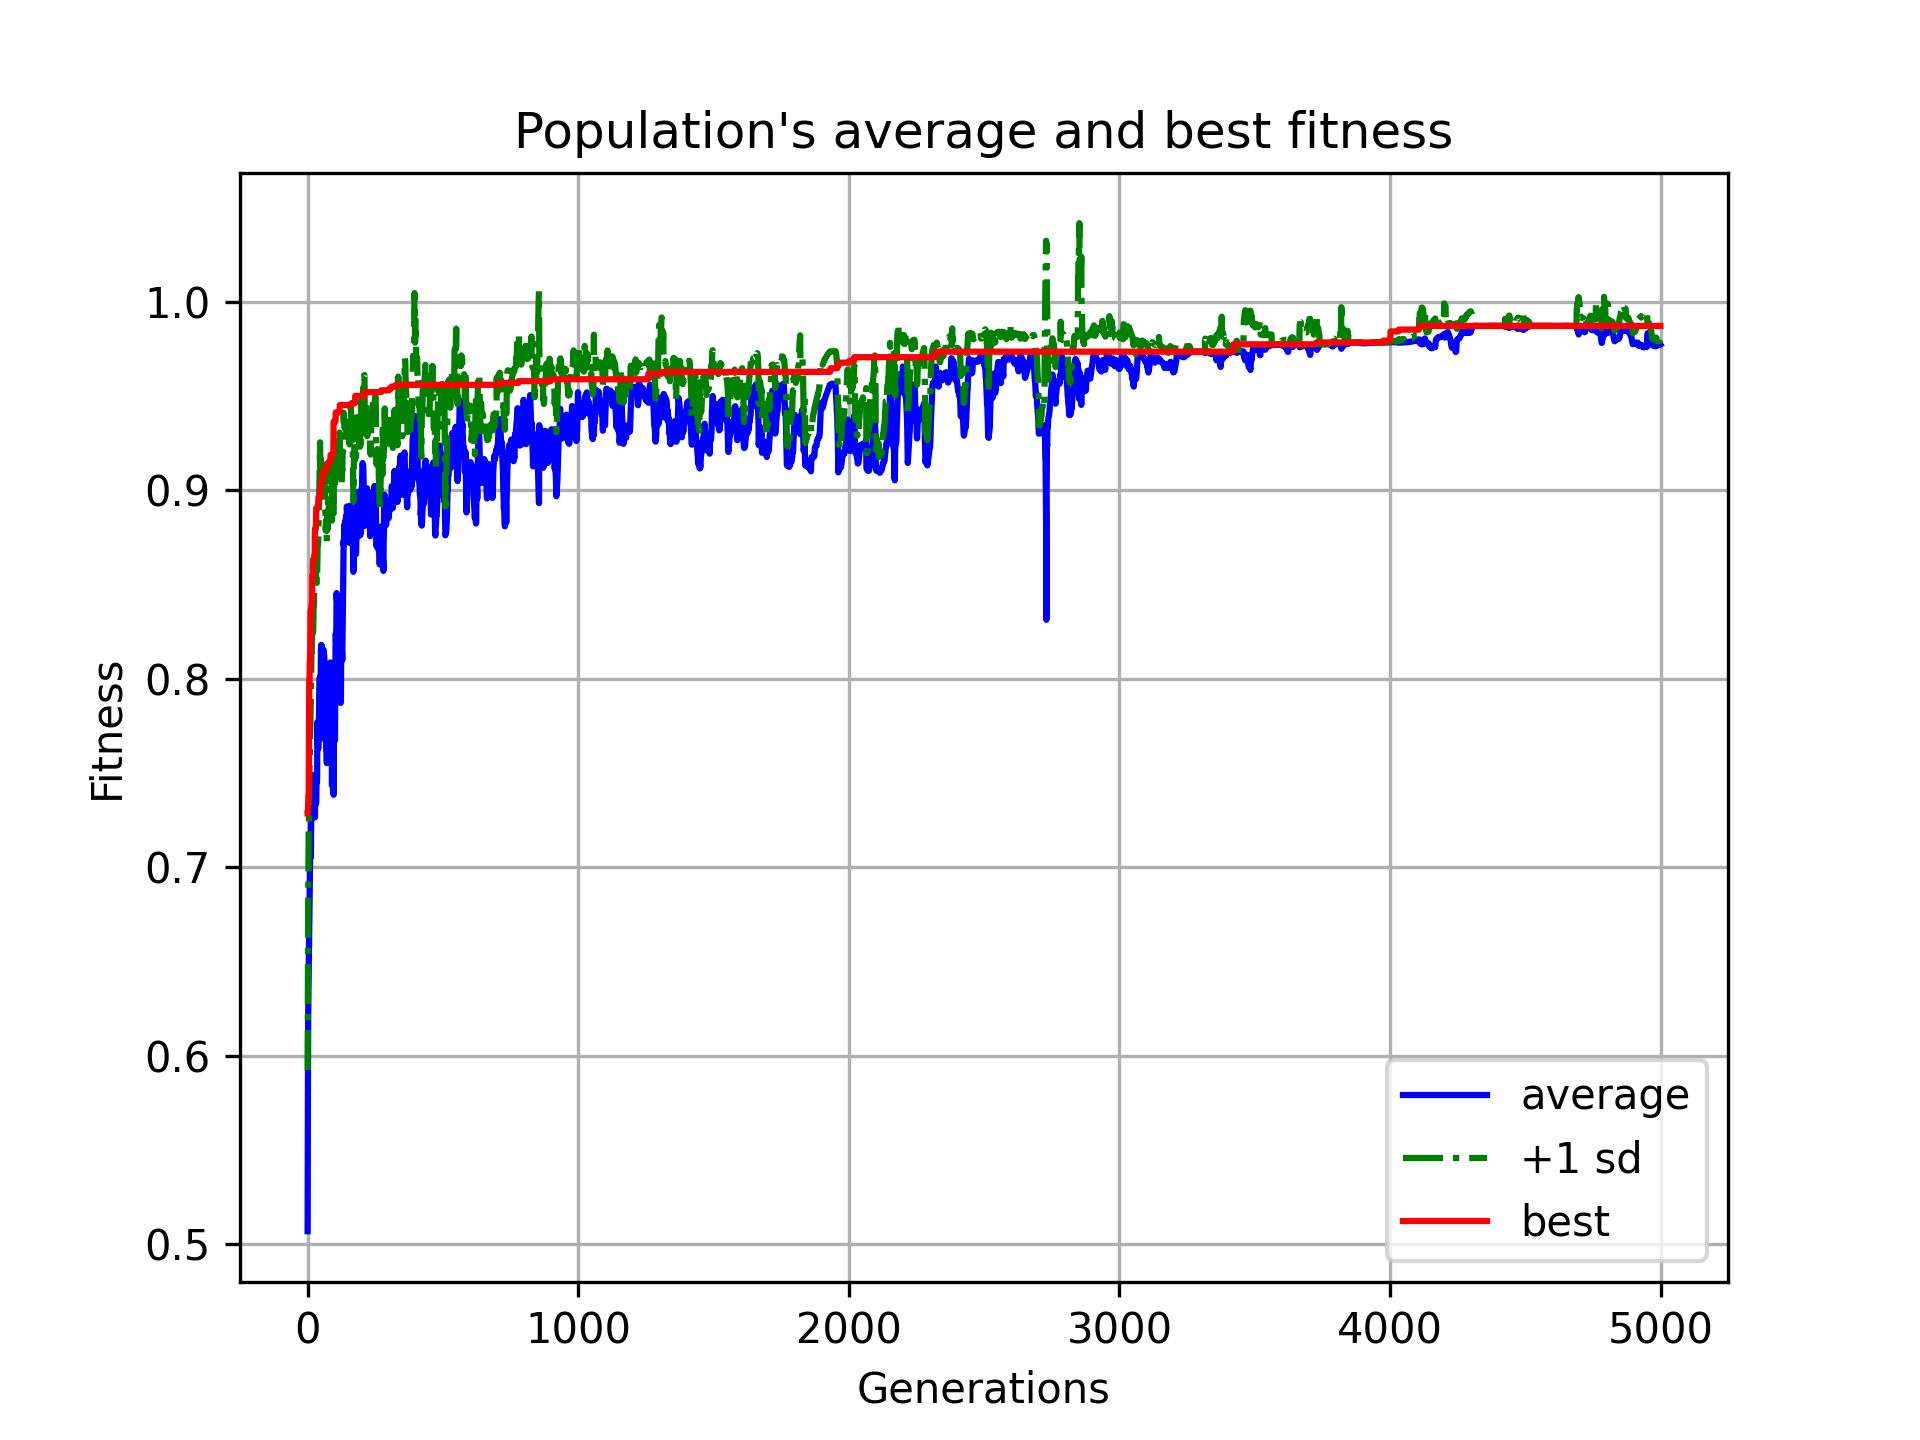 Population's average and best fitness
1.0
0.9
0.8
0.7
0.6
0.5
Fitness
0 1000 2000 3000 4000 5000
Generations
average
+1 sd
best